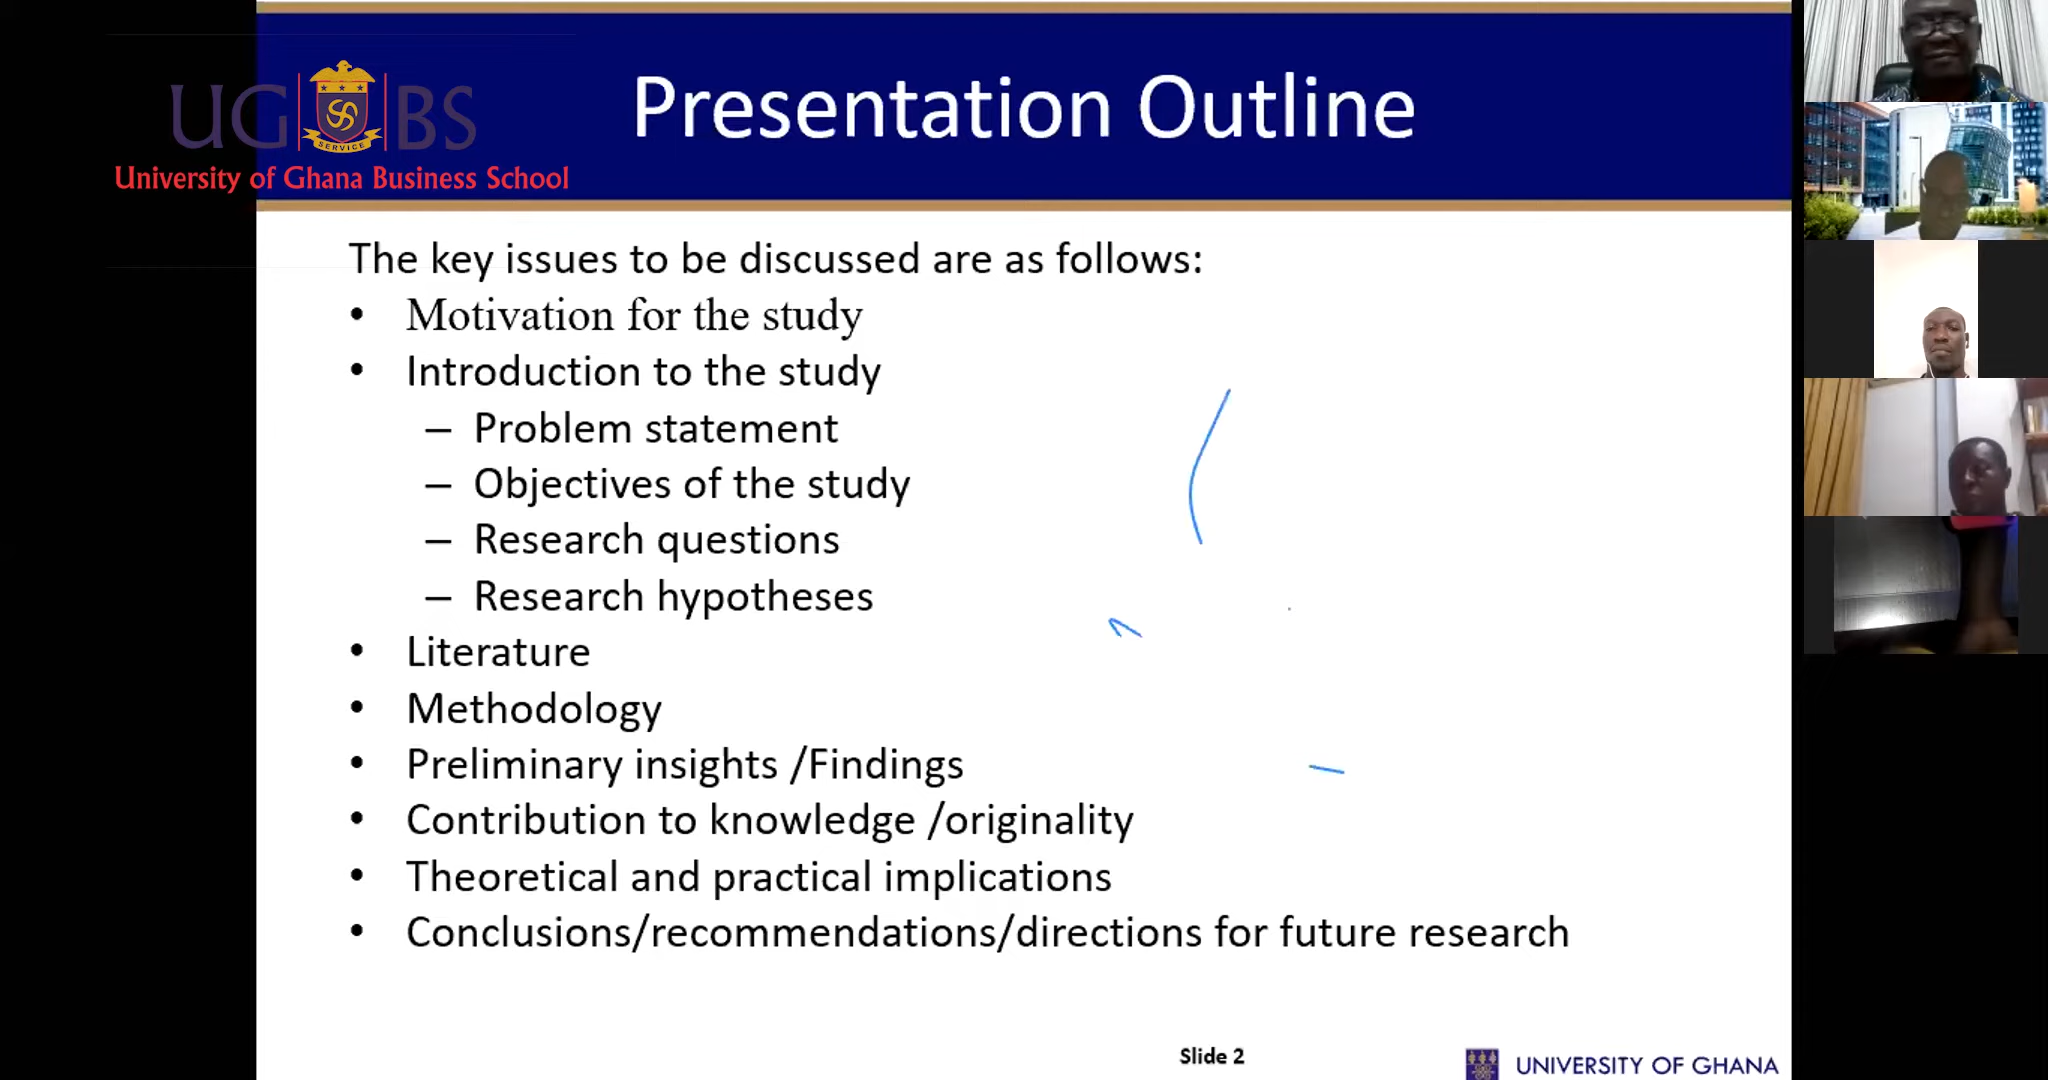 UG BS
SERVICE
University of Ghana Business School
Presentation Outline
The key issues to be discussed are as follows:
• Motivation for the study
• Introduction to the study
– Problem statement
– Objectives of the study
– Research questions
– Research hypotheses
• Literature
• Methodology
• Preliminary insights /Findings
• Contribution to knowledge /originality
• Theoretical and practical implications
• Conclusions/recommendations/directions for future research
Slide 2
UNIVERSITY OF GHANA